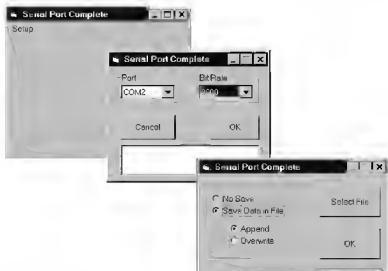 Serial Port Complete
Setup
Serial Port Complete
Port
Bit Rate
COM2
Cancel
OK
Serial Port Complete
No Save
Save Data in File
Select File
Append
Overwrite
OK